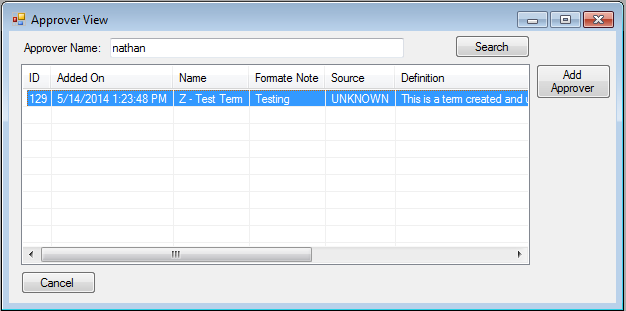 Approver View
Approver Name: nathan Search
ID Added On Name Formate Note Source Definition
129 5/14/2014 1:23:48 PM Z - Test Term Testing UNKNOWN This is a term created and u
Add
Approver
Cancel